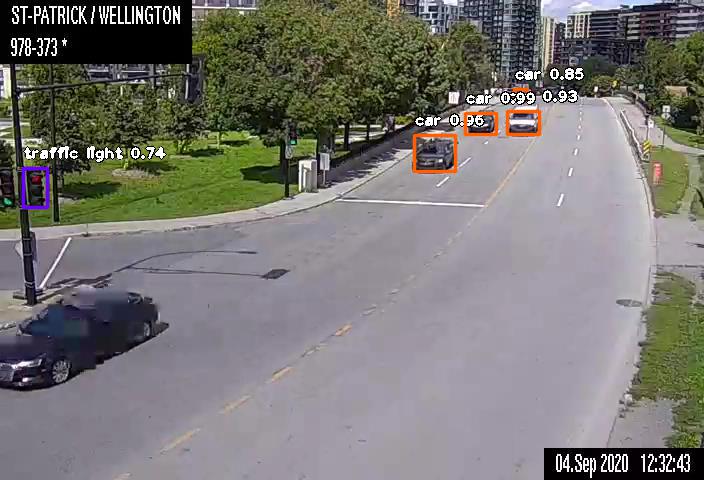 ST-PATRICK / WELLINGTON
978-373 *
car 0.85
car 0.99 0.93
car 0.96
traffic light 0.74
04.Sep 2020 12:32:43